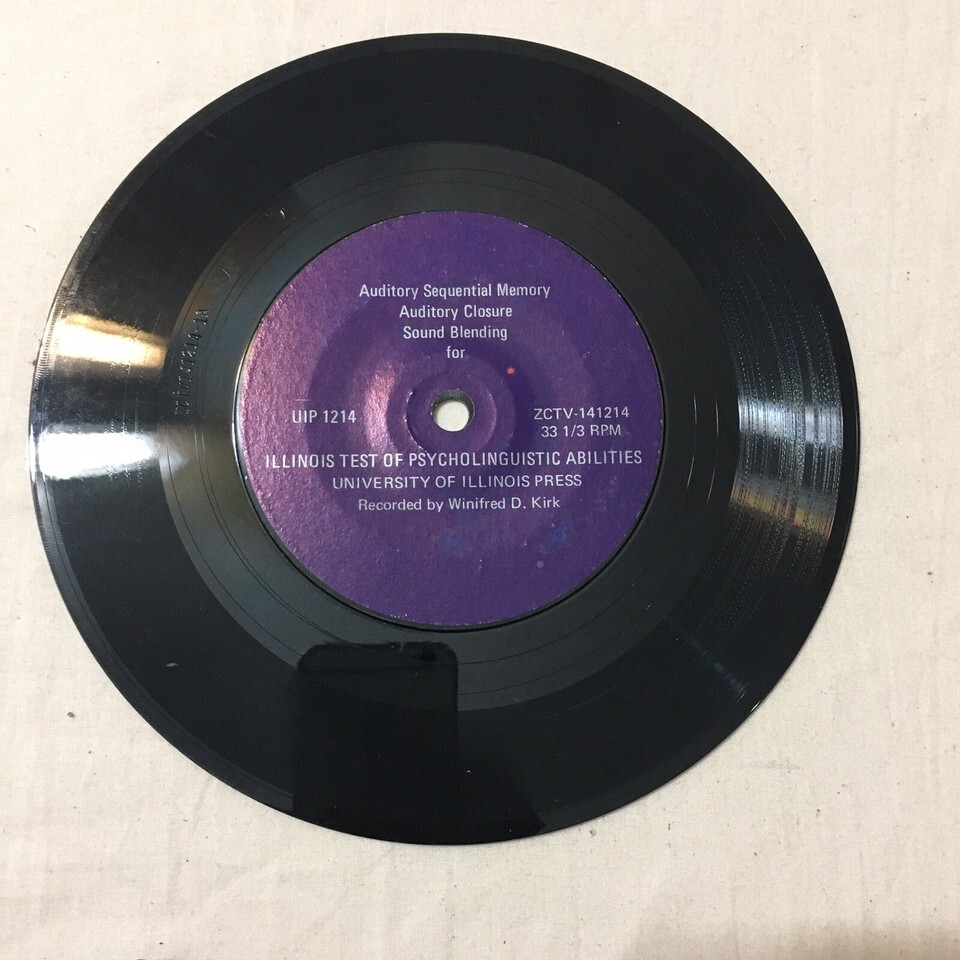 Auditory Sequential Memory
Auditory Closure
Sound Blending
for
UIP 1214
ZCTV-141214
33 1/3 RPM
ILLINOIS TEST OF PSYCHOLINGUISTIC ABILITIES
UNIVERSITY OF ILLINOIS PRESS
Recorded by Winifred D. Kirk